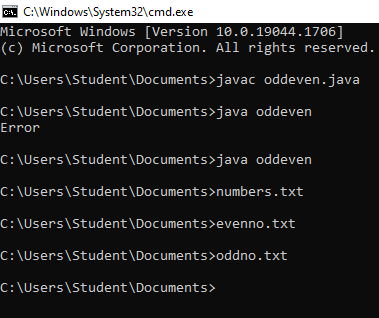 C:\Windows\System32\cmd.exe
Microsoft Windows [Version 10.0.19044.1706]
(c) Microsoft Corporation. All rights reserved.
C:\Users\Student\Documents>javac oddeven.java
C:\Users\Student\Documents>java oddeven
Error
C:\Users\Student\Documents>java oddeven
C:\Users\Student\Documents>numbers.txt
C:\Users\Student\Documents>evenno.txt
C:\Users\Student\Documents>oddno.txt
C:\Users\Student\Documents>